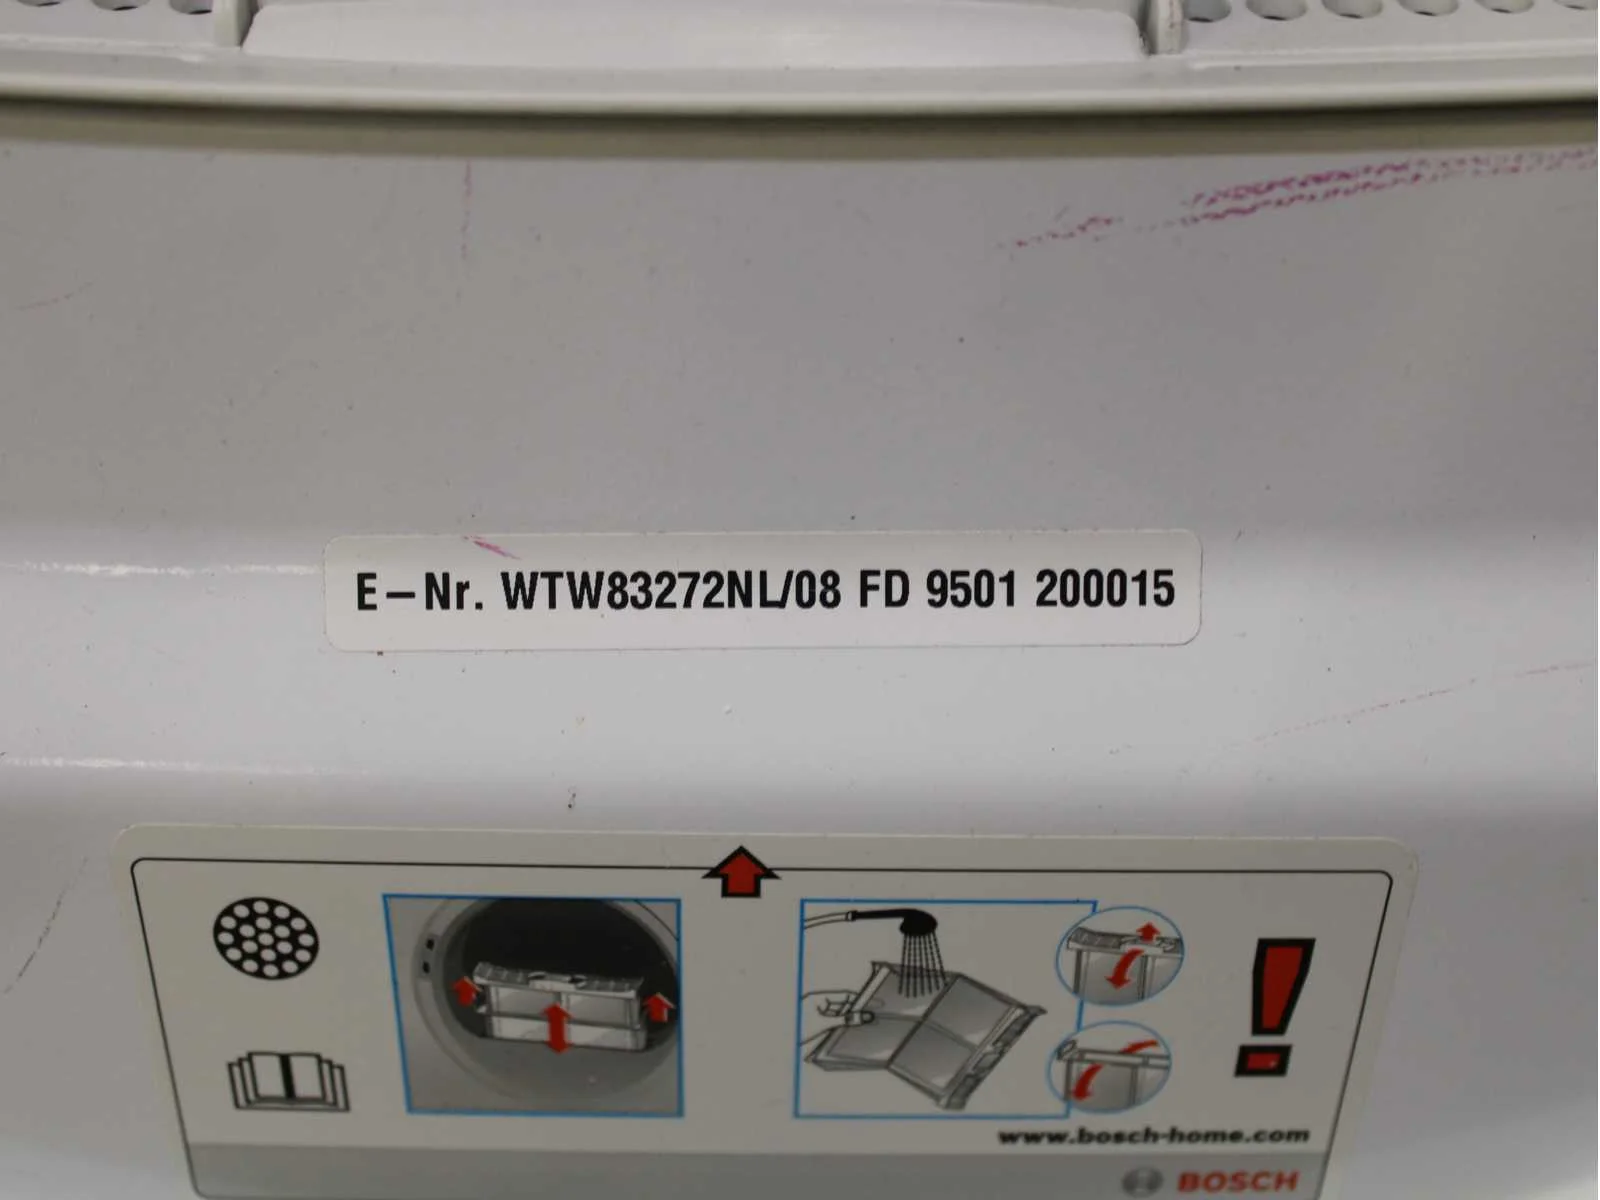 E-Nr. WTW83272NL/08 FD 9501 200015
www.bosch-home.com
BOSCH